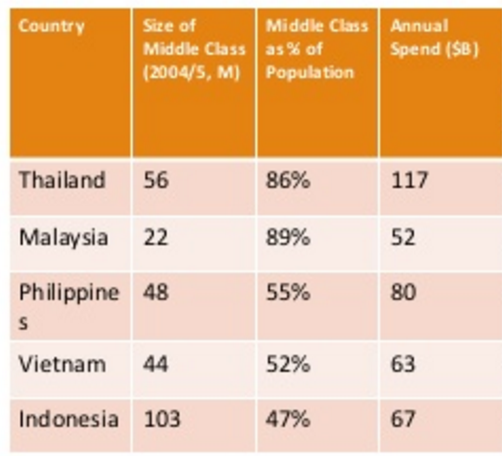 Country Size of Middle Class (2004/5, M) Middle Class as % of Population Annual Spend ($B)
Thailand 56 86% 117
Malaysia 22 89% 52
Philippines 48 55% 80
Vietnam 44 52% 63
Indonesia 103 47% 67